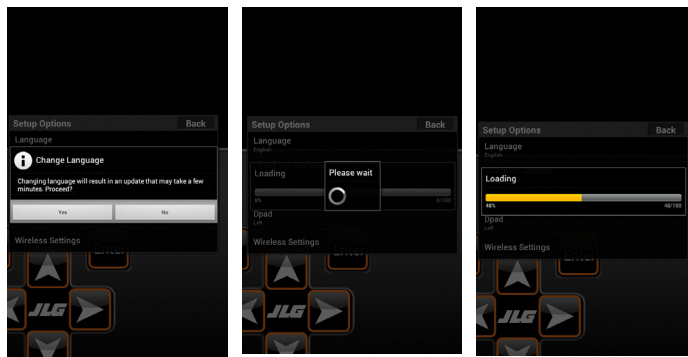 Setup Options Back
Language
Change Language
Changing language will result in an update that may take a few
minutes. Proceed?
Yes No
Wireless Settings
Enter
JLG
Setup Options Back
Language
English
Loading
Please wait
0% 0/100
Dpad
Left
Wireless Settings
Enter
JLG
Setup Options Back
Language
English
Loading
48% 48/100
Dpad
Left
Wireless Settings
Enter
JLG